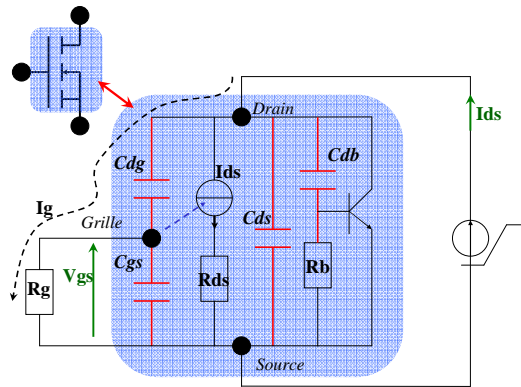 Drain
Ids
Cdg
Cdb
Ids
Ig
Grille
Cds
Cgs
Vgs
Rg
Rds
Rb
Source